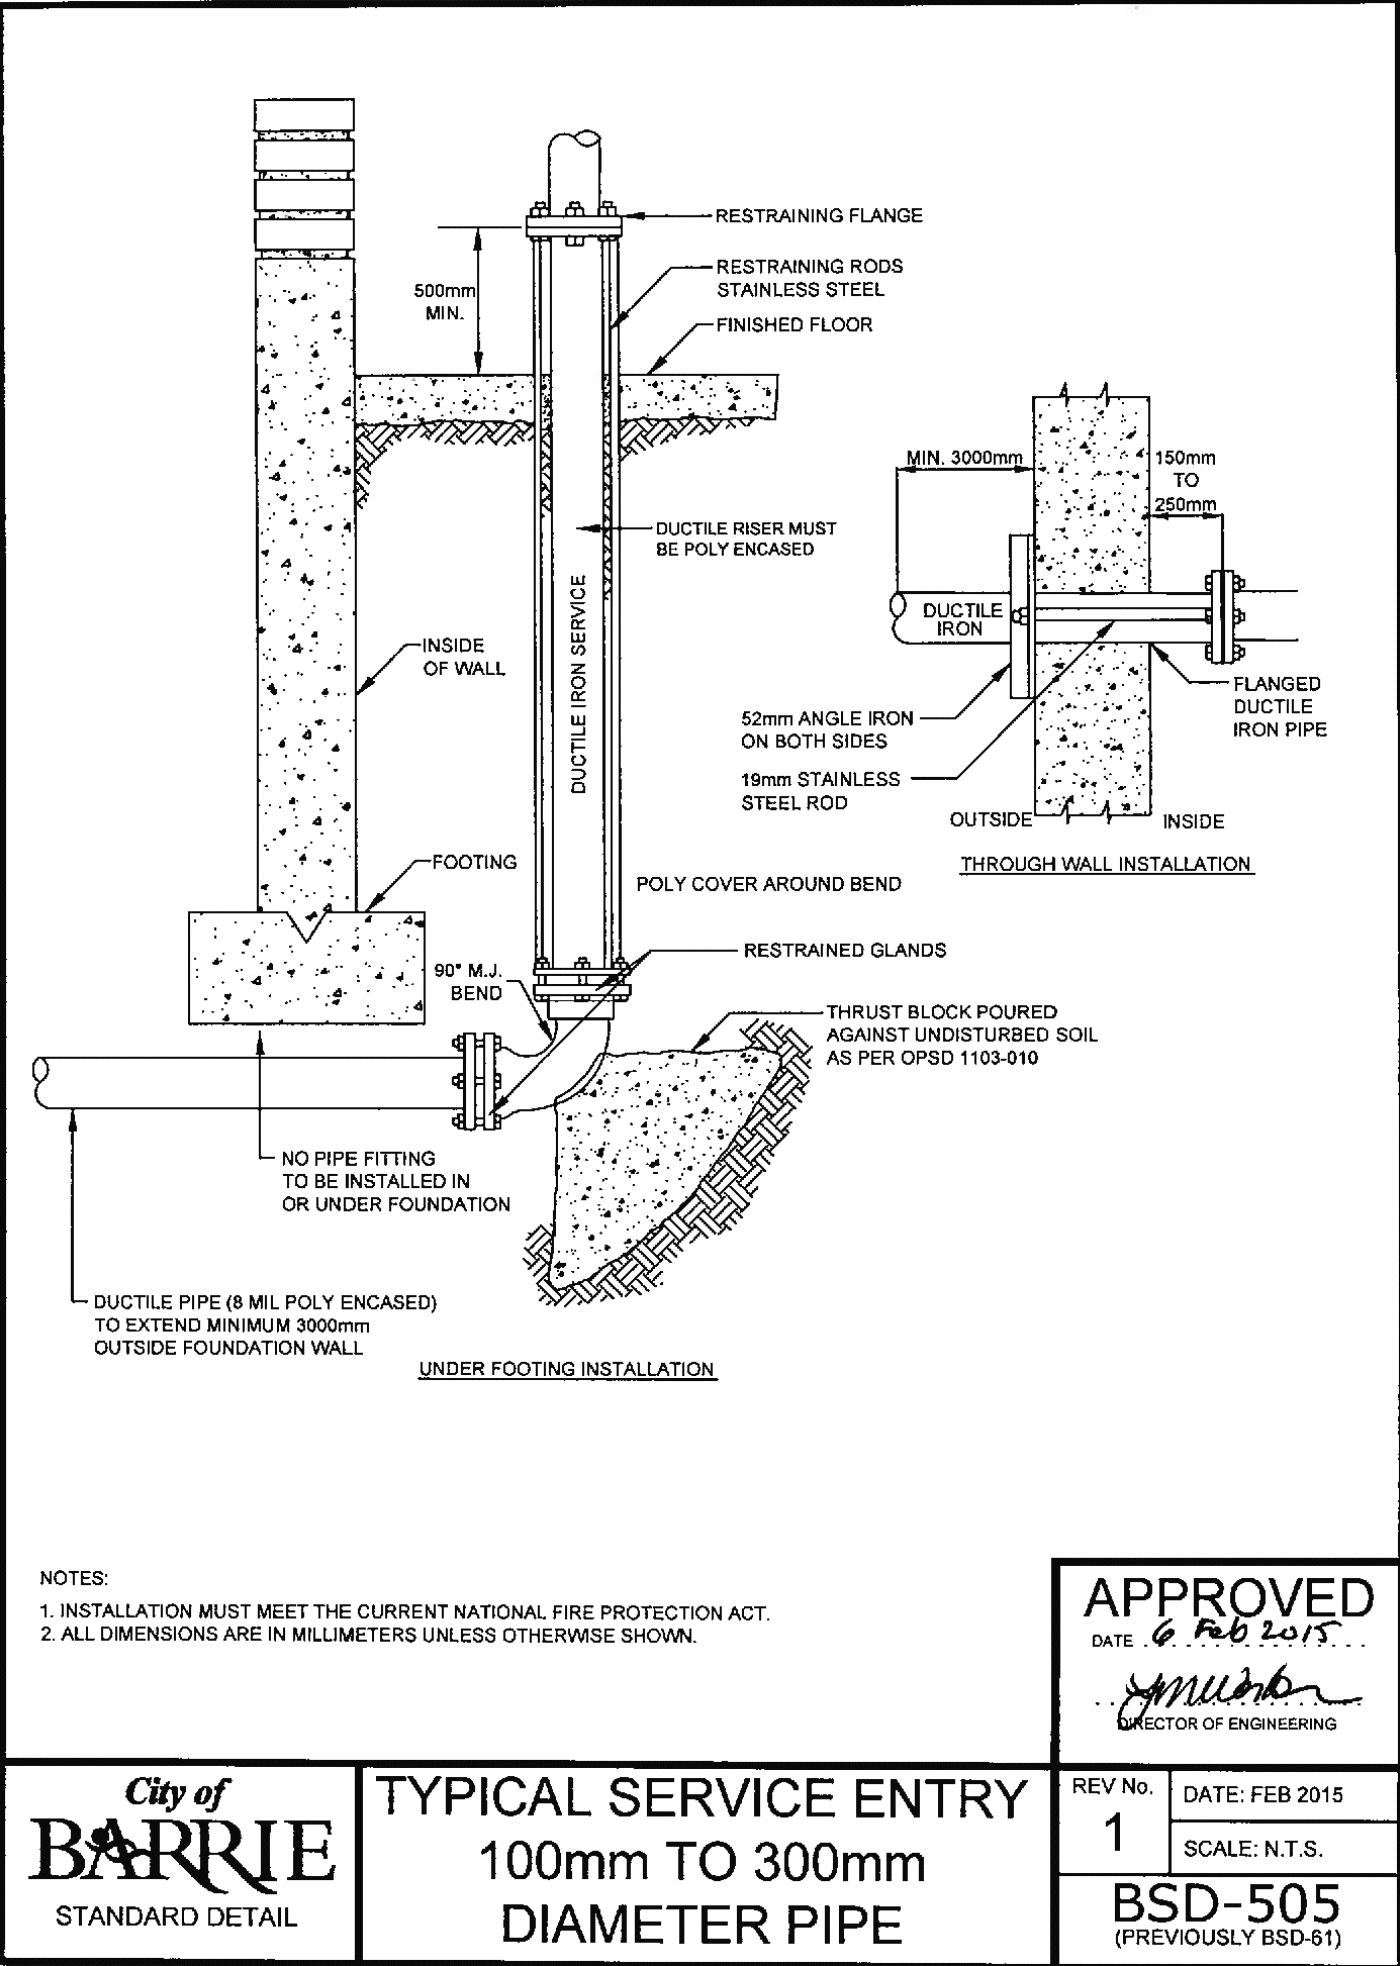 RESTRAINING FLANGE
RESTRAINING RODS
STAINLESS STEEL
500mm
MIN.
FINISHED FLOOR
MIN. 3000mm
150mm
TO
250mm
DUCTILE RISER MUST
BE POLY ENCASED
DUCTILE IRON SERVICE
DUCTILE
IRON
INSIDE
OF WALL
FLANGED
DUCTILE
IRON PIPE
52mm ANGLE IRON
ON BOTH SIDES
19mm STAINLESS
STEEL ROD
OUTSIDE
INSIDE
THROUGH WALL INSTALLATION
FOOTING
POLY COVER AROUND BEND
RESTRAINED GLANDS
90° M.J.
BEND
THRUST BLOCK POURED
AGAINST UNDISTURBED SOIL
AS PER OPSD 1103-010
NO PIPE FITTING
TO BE INSTALLED IN
OR UNDER FOUNDATION
DUCTILE PIPE (8 MIL POLY ENCASED)
TO EXTEND MINIMUM 3000mm
OUTSIDE FOUNDATION WALL
UNDER FOOTING INSTALLATION
NOTES:
1. INSTALLATION MUST MEET THE CURRENT NATIONAL FIRE PROTECTION ACT.
2. ALL DIMENSIONS ARE IN MILLIMETERS UNLESS OTHERWISE SHOWN.
APPROVED
DATE 6 Feb 2015
DIRECTOR OF ENGINEERING
City of
BARRIE
STANDARD DETAIL
TYPICAL SERVICE ENTRY
100mm TO 300mm
DIAMETER PIPE
REV No.
1
DATE: FEB 2015
SCALE: N.T.S.
BSD-505
(PREVIOUSLY BSD-61)